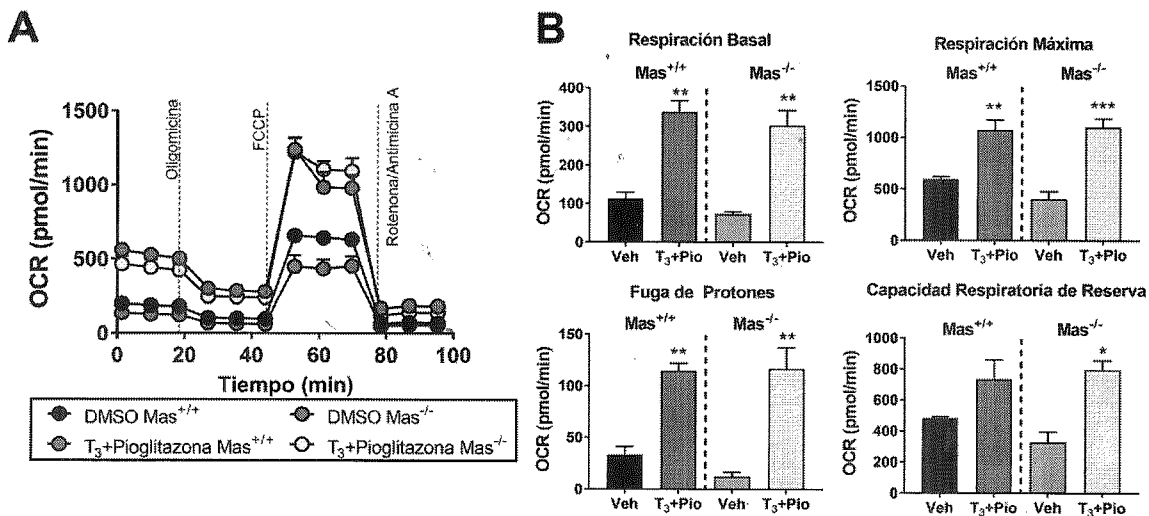 A
OCR (pmol/min)
1500
1000
500
0
Oligomicina
FCCP
Rotenona/Antimicina A
0 20 40 60 80 100
Tiempo (min)
DMSO Mas+/+
DMSO Mas-/-
T3+Pioglitazona Mas+/+
T3+Pioglitazona Mas-/-
B
Respiración Basal
Mas+/+ Mas-/-
** **
OCR (pmol/min)
400
300
200
100
0
Veh T3+Pio Veh T3+Pio
Respiración Máxima
Mas+/+ Mas-/-
** ***
OCR (pmol/min)
1500
1000
500
0
Veh T3+Pio Veh T3+Pio
Fuga de Protones
Mas+/+ Mas-/-
** **
OCR (pmol/min)
150
100
50
0
Veh T3+Pio Veh T3+Pio
Capacidad Respiratoria de Reserva
Mas+/+ Mas-/-
*
OCR (pmol/min)
1000
800
600
400
200
0
Veh T3+Pio Veh T3+Pio